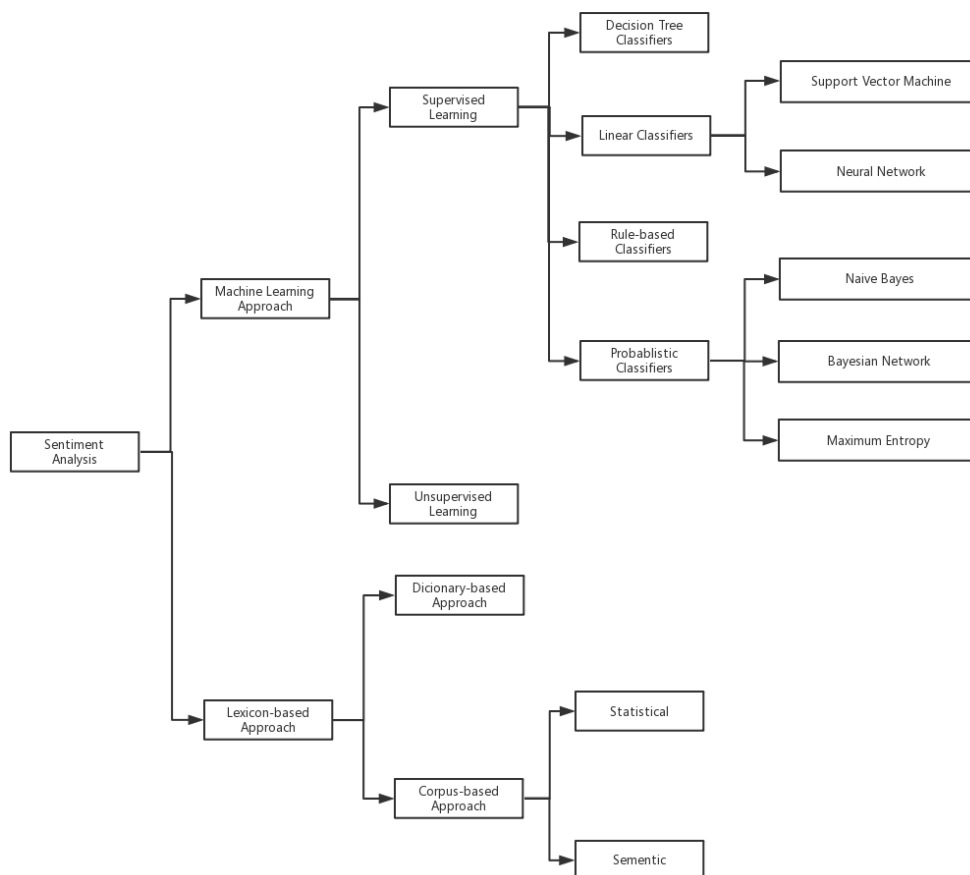 Decision Tree
Classifiers
Supervised
Learning
Support Vector Machine
Linear Classifiers
Neural Network
Rule-based
Classifiers
Machine Learning
Approach
Naive Bayes
Probablistic
Classifiers
Bayesian Network
Maximum Entropy
Sentiment
Analysis
Unsupervised
Learning
Dicionary-based
Approach
Lexicon-based
Approach
Statistical
Corpus-based
Approach
Sementic